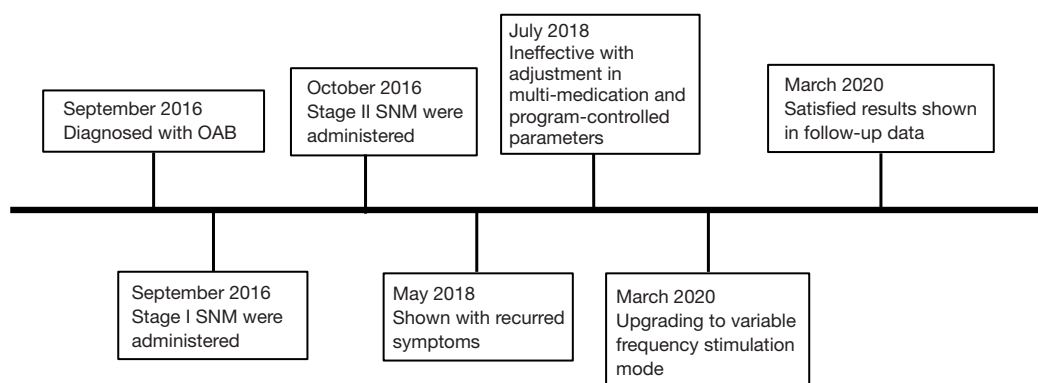 September 2016
Diagnosed with OAB
September 2016
Stage I SNM were
administered
October 2016
Stage II SNM were
administered
May 2018
Shown with recurred
symptoms
July 2018
Ineffective with
adjustment in
multi-medication and
program-controlled
parameters
March 2020
Upgrading to variable
frequency stimulation
mode
March 2020
Satisfied results shown
in follow-up data